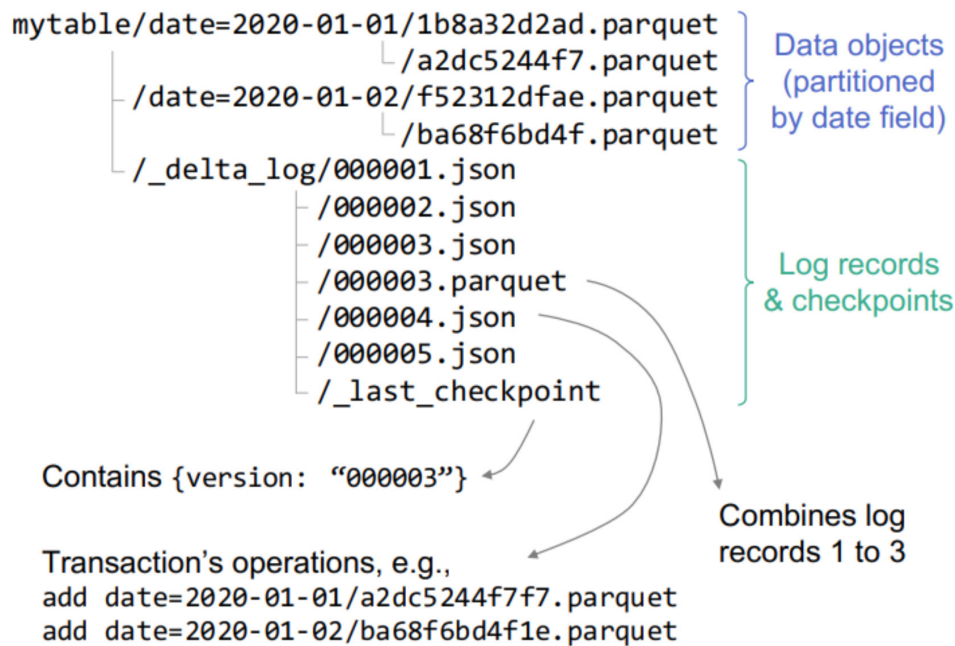 mytable/date=2020-01-01/1b8a32d2ad.parquet
/a2dc5244f7.parquet
/date=2020-01-02/f52312dfae.parquet
/ba68f6bd4f.parquet
/_delta_log/000001.json
/000002.json
/000003.json
/000003.parquet
/000004.json
/000005.json
/_last_checkpoint
Data objects
(partitioned
by date field)
Log records
& checkpoints
Contains {version: “000003”}
Combines log
records 1 to 3
Transaction’s operations, e.g.,
add date=2020-01-01/a2dc5244f7f7.parquet
add date=2020-01-02/ba68f6bd4f1e.parquet